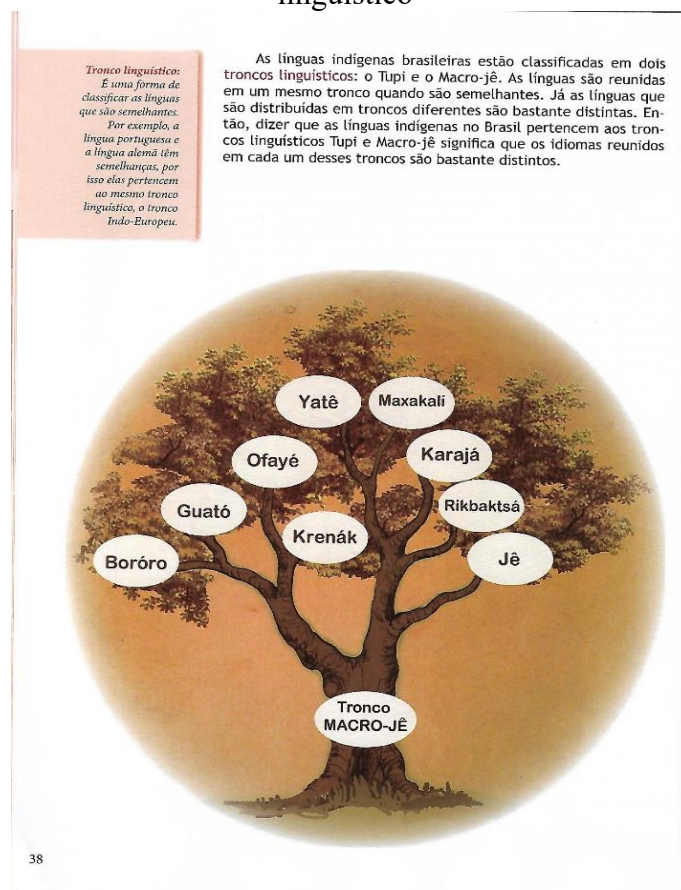 linguístico
Tronco linguístico:
É uma forma de
classificar as línguas
que são semelhantes.
Por exemplo, a
língua portuguesa e
a língua alemã têm
semelhanças, por
isso elas pertencem
ao mesmo tronco
linguístico, o tronco
Indo-Europeu.
As línguas indígenas brasileiras estão classificadas em dois
troncos linguísticos: o Tupi e o Macro-jê. As línguas são reunidas
em um mesmo tronco quando são semelhantes. Já as línguas que
são distribuídas em troncos diferentes são bastante distintas. En-
tão, dizer que as línguas indígenas no Brasil pertencem aos tron-
cos linguísticos Tupi e Macro-jê significa que os idiomas reunidos
em cada um desses troncos são bastante distintos.
Yatê
Maxakalí
Ofayé
Karajá
Guató
Rikbaktsá
Krenák
Boróro
Jê
Tronco
MACRO-JÊ
38